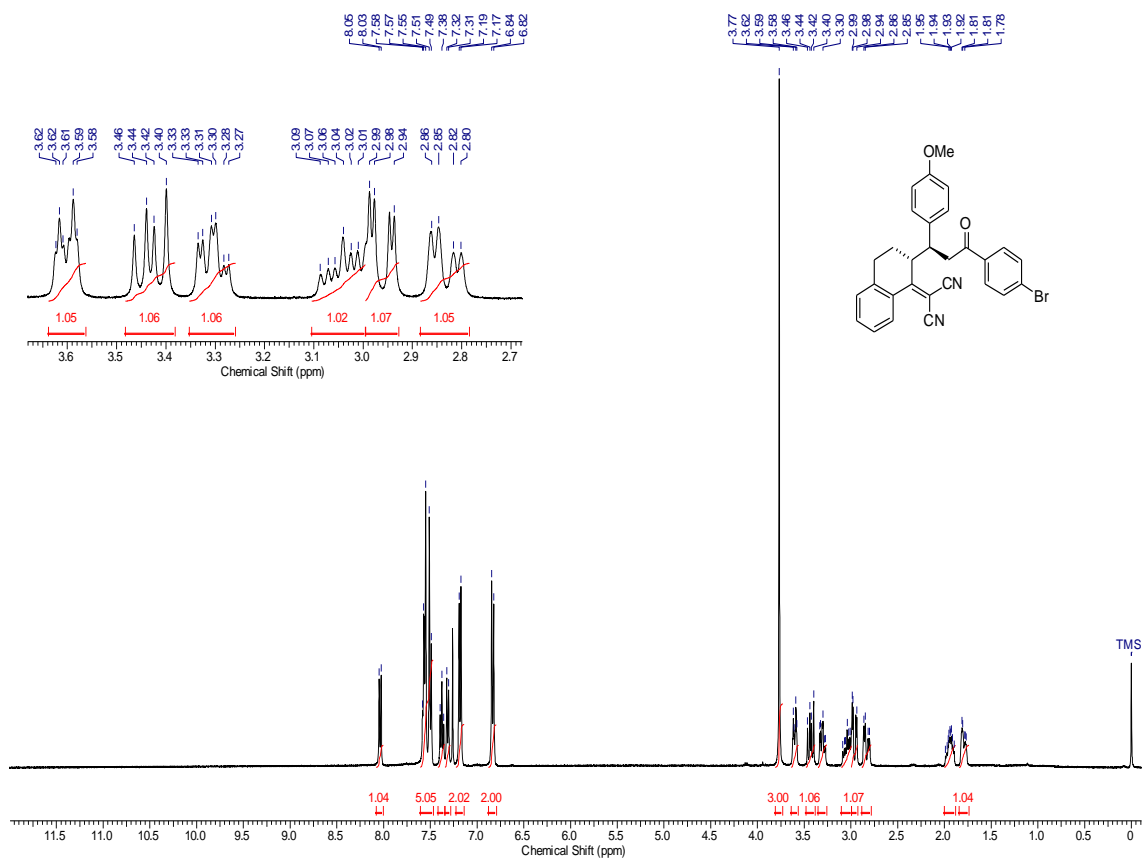 8.05 8.03 7.58 7.57 7.55 7.51 7.49 7.38 7.32 7.31 7.19 7.17 6.84 6.82
3.77 3.62 3.59 3.58 3.46 3.44 3.42 3.40 3.30 2.99 2.98 2.94 2.86 2.85 1.95 1.94 1.93 1.92 1.81 1.81 1.78
3.62 3.62 3.61 3.59 3.58 3.46 3.44 3.42 3.40 3.33 3.33 3.31 3.30 3.28 3.27 3.09 3.07 3.06 3.04 3.02 3.01 2.99 2.98 2.94 2.86 2.85 2.82 2.80
1.05 1.06 1.06 1.02 1.07 1.05
3.6 3.5 3.4 3.3 3.2 3.1 3.0 2.9 2.8 2.7
Chemical Shift (ppm)
OMe
O
CN
Br
CN
TMS
1.04 5.05 2.02 2.00 3.00 1.06 1.07 1.04
11.5 11.0 10.5 10.0 9.5 9.0 8.5 8.0 7.5 7.0 6.5 6.0 5.5 5.0 4.5 4.0 3.5 3.0 2.5 2.0 1.5 1.0 0.5 0
Chemical Shift (ppm)